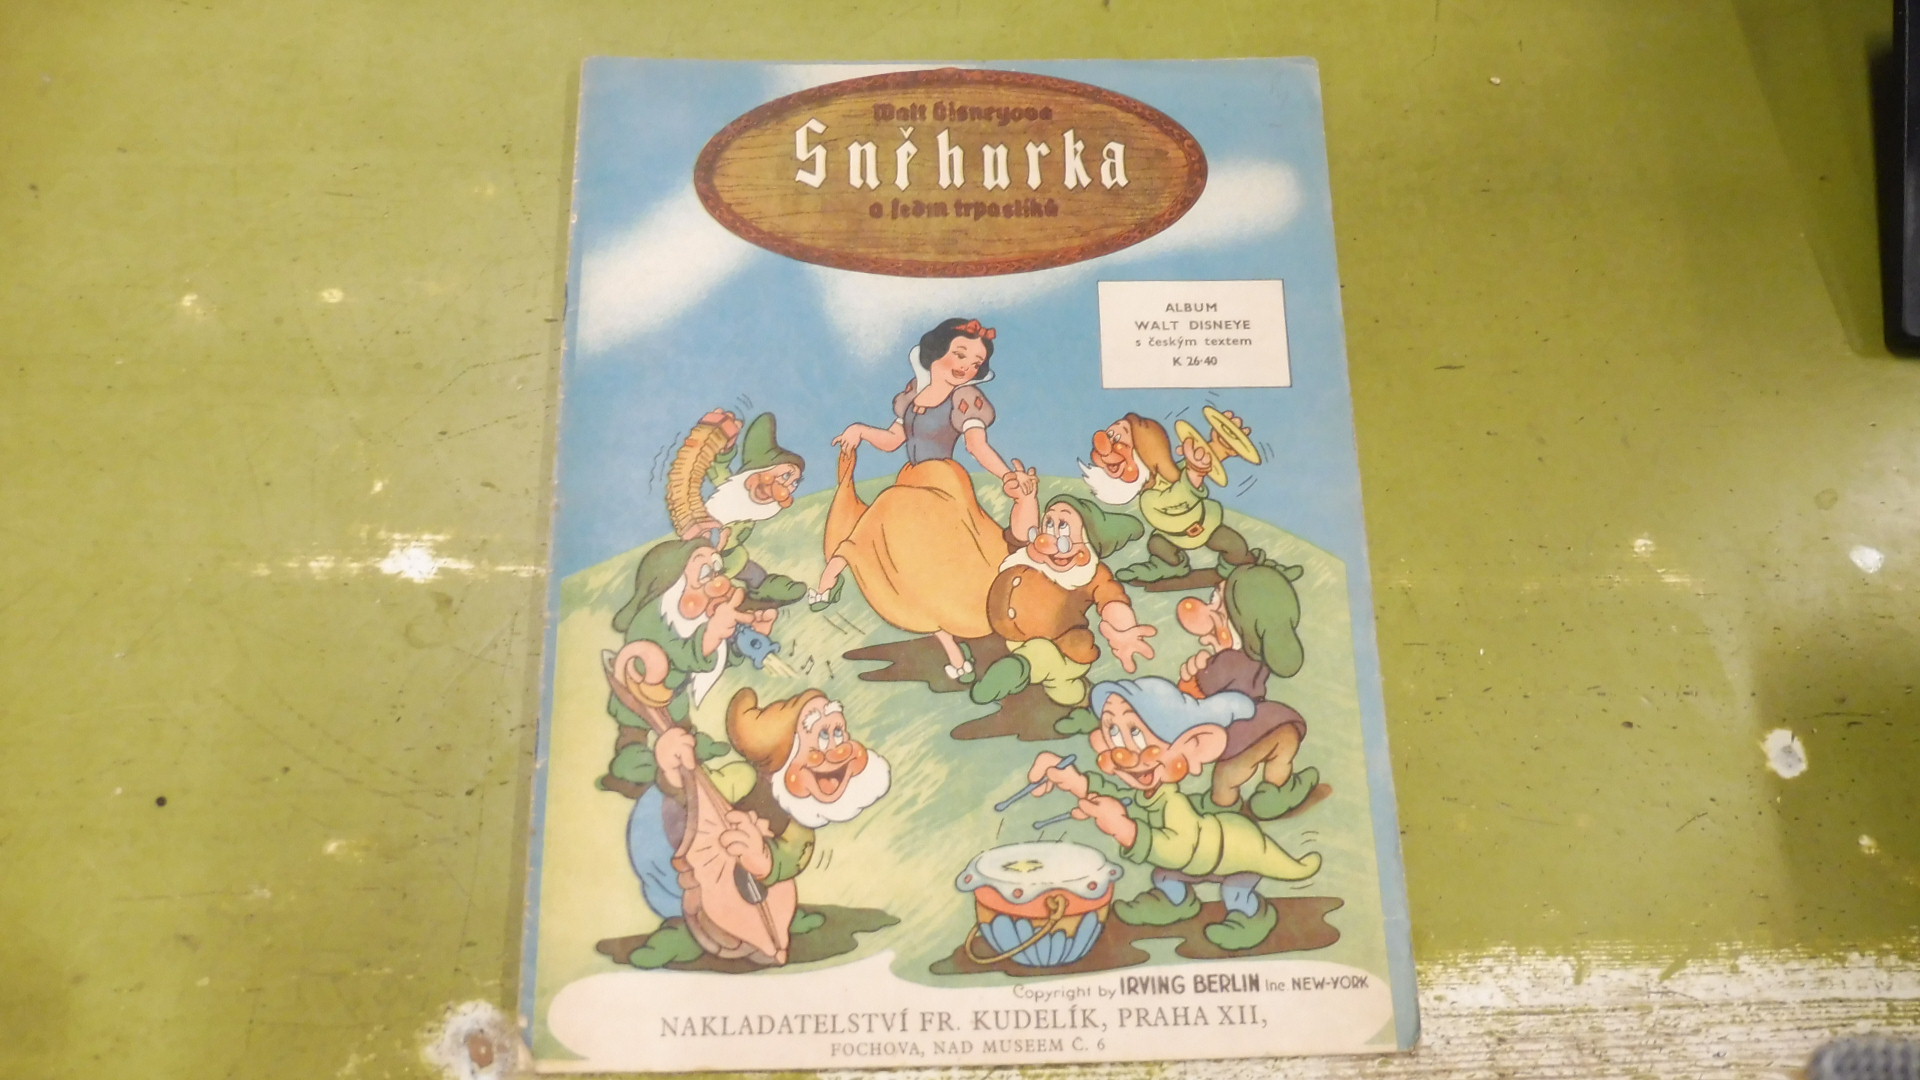 Walt Disneyova
Sněhurka
a sedm trpaslíků
ALBUM
WALT DISNEYE
s českým textem
K 26·40
Copyright by IRVING BERLIN Inc. NEW-YORK
NAKLADATELSTVÍ FR. KUDELÍK, PRAHA XII,
FOCHOVA, NAD MUSEEM Č. 6